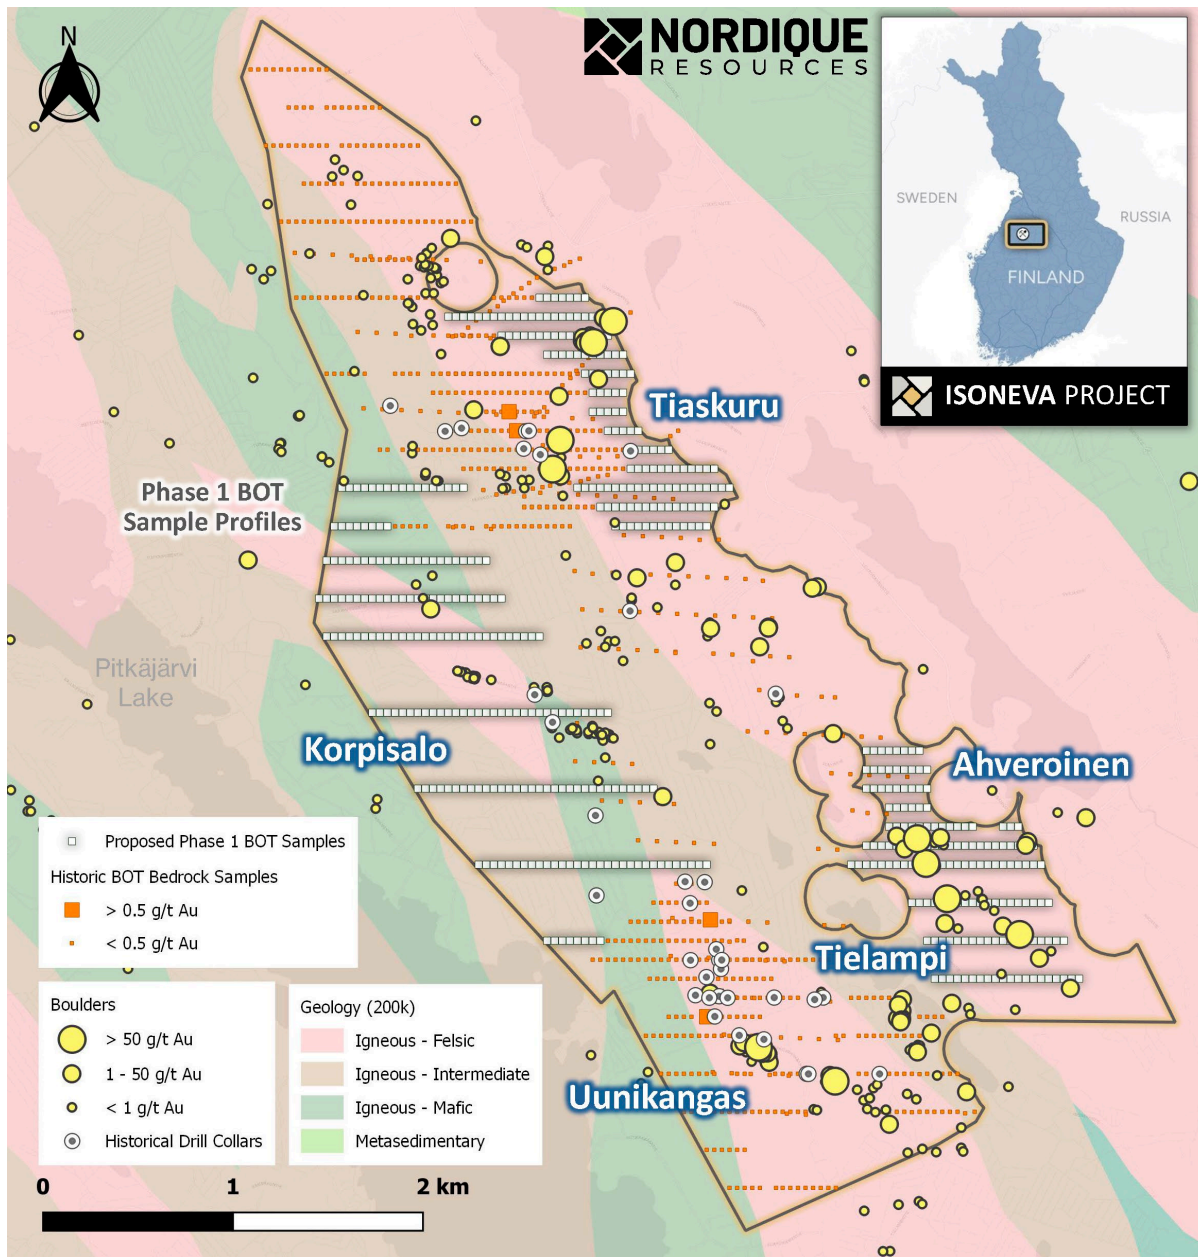 N
NORDIQUE
RESOURCES
SWEDEN
RUSSIA
FINLAND
ISONEVA PROJECT
Tiaskuru
Phase 1 BOT
Sample Profiles
Pitkäjärvi
Lake
Korpisalo
Ahveroinen
Tielampi
Uunikangas
Proposed Phase 1 BOT Samples
Historic BOT Bedrock Samples
> 0.5 g/t Au
< 0.5 g/t Au
Boulders
> 50 g/t Au
1 - 50 g/t Au
< 1 g/t Au
Historical Drill Collars
Geology (200k)
Igneous - Felsic
Igneous - Intermediate
Igneous - Mafic
Metasedimentary
0 1 2 km